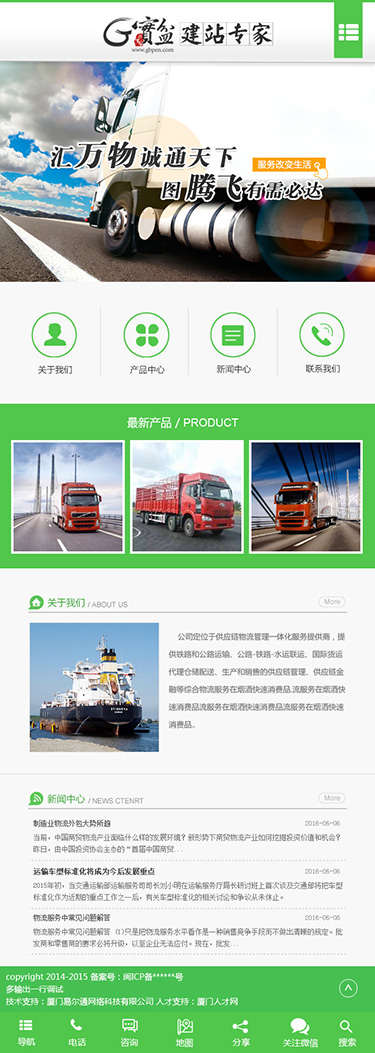 G寶盆 建站专家
www.gbpen.com
汇万物诚通天下
服务改变生活
图腾飞有需必达
关于我们
产品中心
新闻中心
联系我们
最新产品 / PRODUCT
关于我们 / ABOUT US
More
公司定位于供应链物流管理一体化服务提供商，提
供铁路和公路运输、公路-铁路-水运联运、国际货运
代理仓储配送、生产和销售的供应链管理、供应链金
融等综合物流服务在烟酒快速消费品.流服务在烟酒快
速消费品流服务在烟酒快速消费品流服务在烟酒快速
消费品..
新闻中心 / NEWS CTENRT
More
制造业物流外包大势所趋 2016-06-06
当前，中国商贸物流产业面临什么样的发展环境？新形势下商贸物流产业如何挖掘投资价值和机会？
昨日，由中国投资协会主办的“首届中国商贸...
运输车型标准化将成为今后发展重点 2016-06-06
2015年初，当交通运输部运输服务司司长刘小明在运输服务厅局长研讨班上首次谈及交通部将把车型
标准化作为近期的重点工作之一后，有关车型标准化的相关讨论和争议从未休止。
物流服务中常见问题解答 2016-06-06
物流服务中常见问题解答 (1)只是把物流服务水平看作是一种销售竞争手段而不做出清晰的规定。批
发商和零售商的要求必将升级，以至企业无法应付。现在，批发...
copyright 2014-2015 备案号：闽ICP备******号
多输出一行调试
技术支持：厦门易尔通网络科技有限公司 人才支持：厦门人才网
导航
电话
咨询
地图
分享
关注微信
搜索